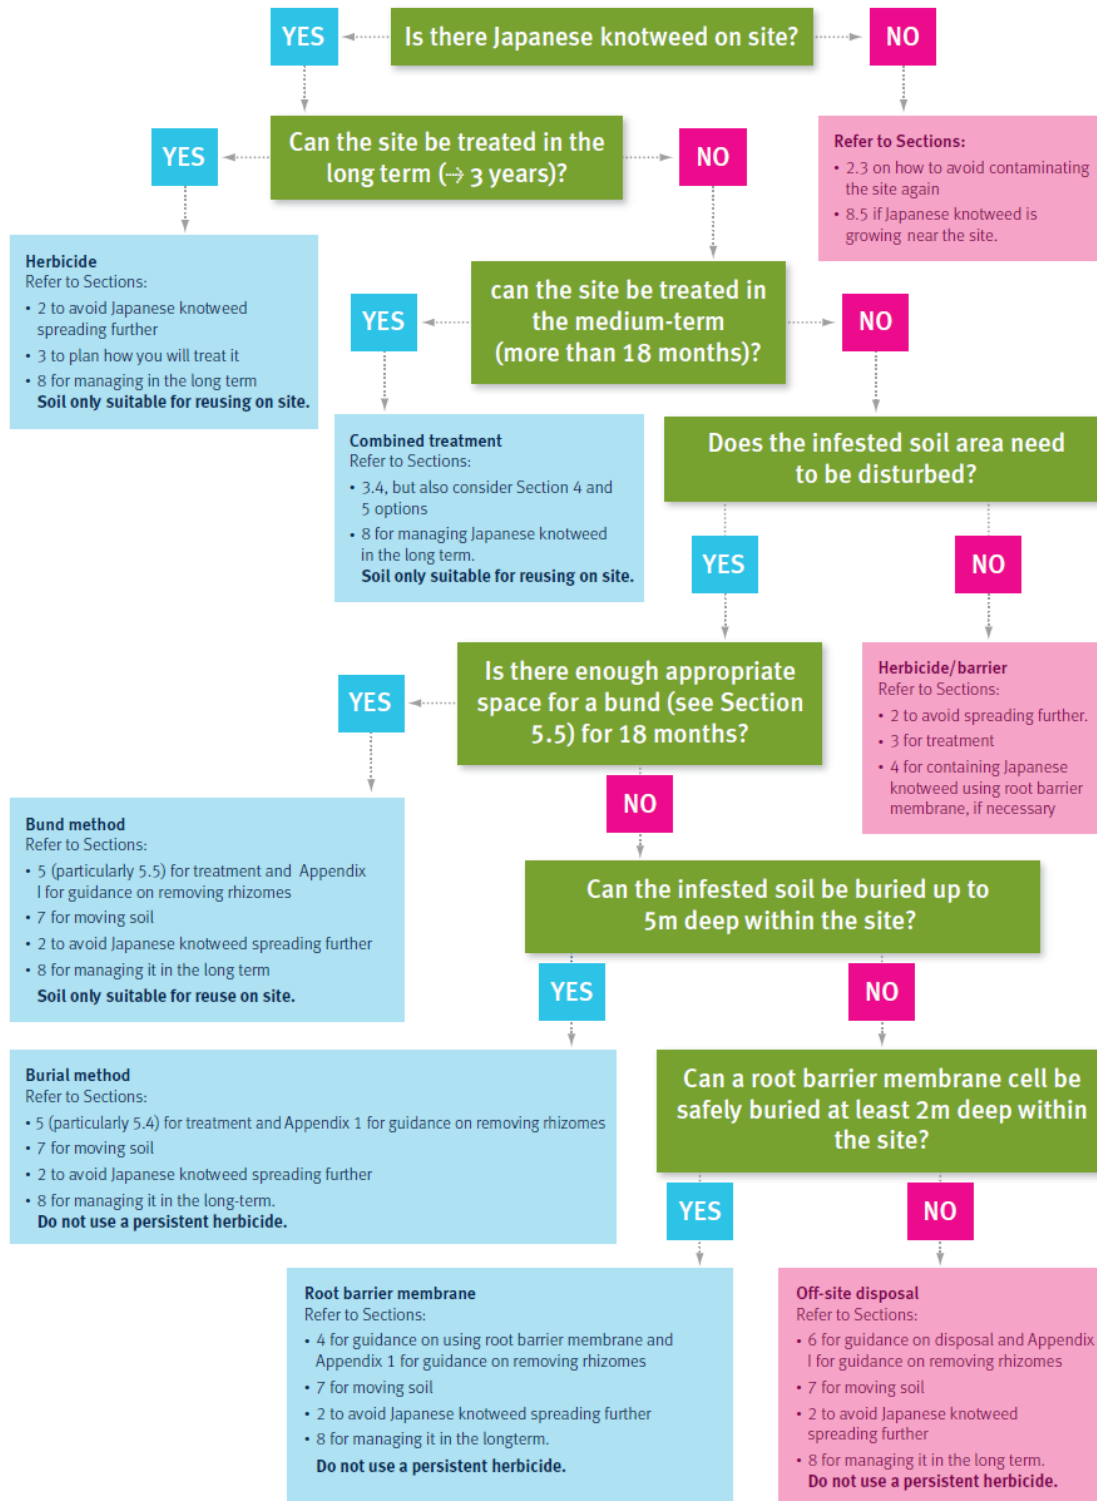 YES
Is there Japanese knotweed on site?
NO
YES
Can the site be treated in the
long term (→ 3 years)?
NO
Refer to Sections:
• 2.3 on how to avoid contaminating
the site again
• 8.5 if Japanese knotweed is
growing near the site.
Herbicide
Refer to Sections:
• 2 to avoid Japanese knotweed
spreading further
• 3 to plan how you will treat it
• 8 for managing in the long term
Soil only suitable for reusing on site.
YES
can the site be treated in
the medium-term
(more than 18 months)?
NO
Combined treatment
Refer to Sections:
• 3.4, but also consider Section 4 and
5 options
• 8 for managing Japanese knotweed
in the long term.
Soil only suitable for reusing on site.
Does the infested soil area need
to be disturbed?
YES
NO
YES
Is there enough appropriate
space for a bund (see Section
5.5) for 18 months?
NO
Herbicide/barrier
Refer to Sections:
• 2 to avoid spreading further.
• 3 for treatment
• 4 for containing Japanese
knotweed using root barrier
membrane, if necessary
Bund method
Refer to Sections:
• 5 (particularly 5.5) for treatment and Appendix
I for guidance on removing rhizomes
• 7 for moving soil
• 2 to avoid Japanese knotweed spreading further
• 8 for managing it in the long term
Soil only suitable for reuse on site.
Can the infested soil be buried up to
5m deep within the site?
YES
NO
Burial method
Refer to Sections:
• 5 (particularly 5.4) for treatment and Appendix 1 for guidance on removing rhizomes
• 7 for moving soil
• 2 to avoid Japanese knotweed spreading further
• 8 for managing it in the long-term.
Do not use a persistent herbicide.
Can a root barrier membrane cell be
safely buried at least 2m deep within
the site?
YES
NO
Root barrier membrane
Refer to Sections:
• 4 for guidance on using root barrier membrane and
Appendix 1 for guidance on removing rhizomes
• 7 for moving soil
• 2 to avoid Japanese knotweed spreading further
• 8 for managing it in the longterm.
Do not use a persistent herbicide.
Off-site disposal
Refer to Sections:
• 6 for guidance on disposal and Appendix
I for guidance on removing rhizomes
• 7 for moving soil
• 2 to avoid Japanese knotweed
spreading further
• 8 for managing it in the long term.
Do not use a persistent herbicide.